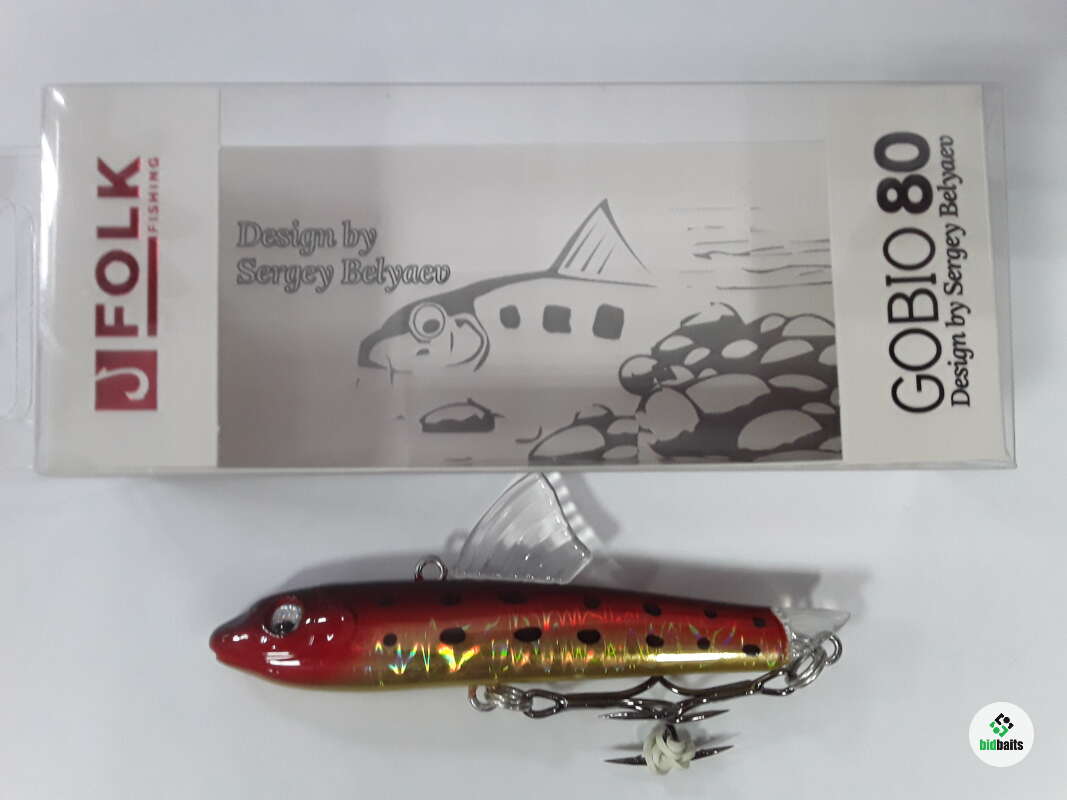 FOLK
FISHING
Design by
Sergey Belyaev
GOBIO 80
Design by Sergey Belyaev
bidbaits